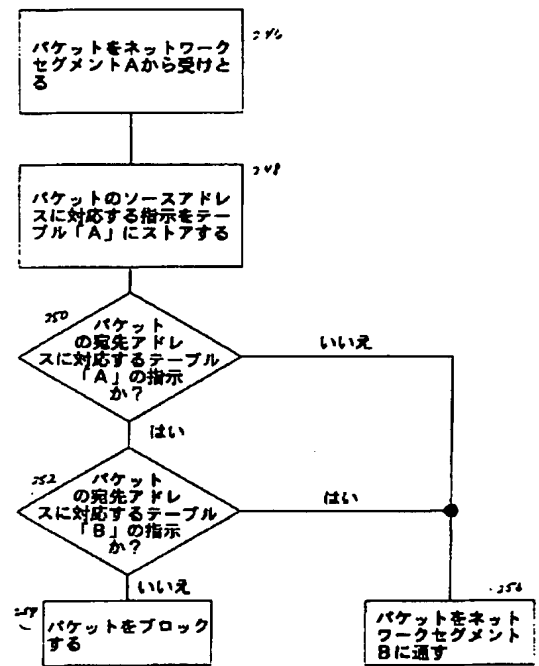 246
パケットをネットワーク
セグメントAから受けと
る
248
パケットのソースアドレ
スに対応する指示をテー
ブル「A」にストアする
250
パケット
の宛先アドレ
スに対応するテーブル
「A」の指示
か?
いいえ
はい
252
パケット
の宛先アドレ
スに対応するテーブル
「B」の指示
か?
はい
いいえ
パケットをブロック
する
256
パケットをネット
ワークセグメント
Bに通す